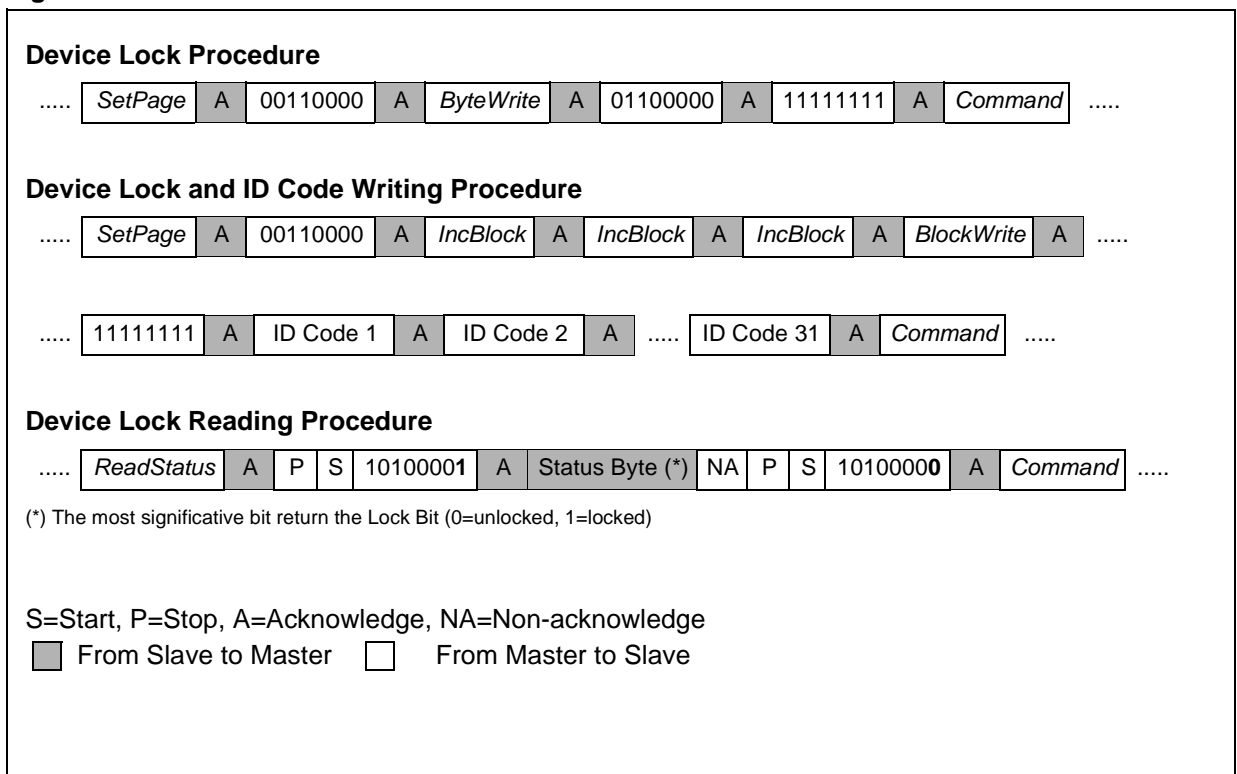 Device Lock Procedure
..... SetPage A 00110000 A ByteWrite A 01100000 A 11111111 A Command .....
Device Lock and ID Code Writing Procedure
..... SetPage A 00110000 A IncBlock A IncBlock A IncBlock A BlockWrite A .....
..... 11111111 A ID Code 1 A ID Code 2 A ..... ID Code 31 A Command .....
Device Lock Reading Procedure
..... ReadStatus A P S 10100001 A Status Byte (*) NA P S 10100000 A Command .....
(*) The most significative bit return the Lock Bit (0=unlocked, 1=locked)
S=Start, P=Stop, A=Acknowledge, NA=Non-acknowledge
From Slave to Master From Master to Slave